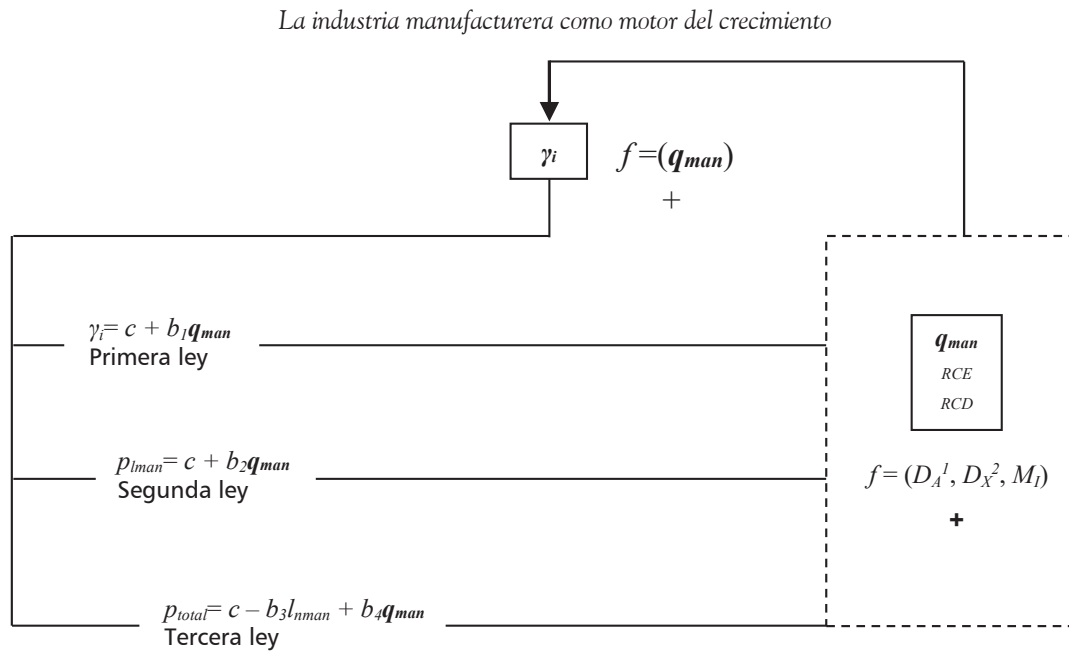 La industria manufacturera como motor del crecimiento
γi f=(qman)
+
γi= c + b1qman
Primera ley
qman
RCE
RCD
plman= c + b2qman
Segunda ley
f = (DA¹, DX², MI)
+
ptotal= c – b3lnman + b4qman
Tercera ley